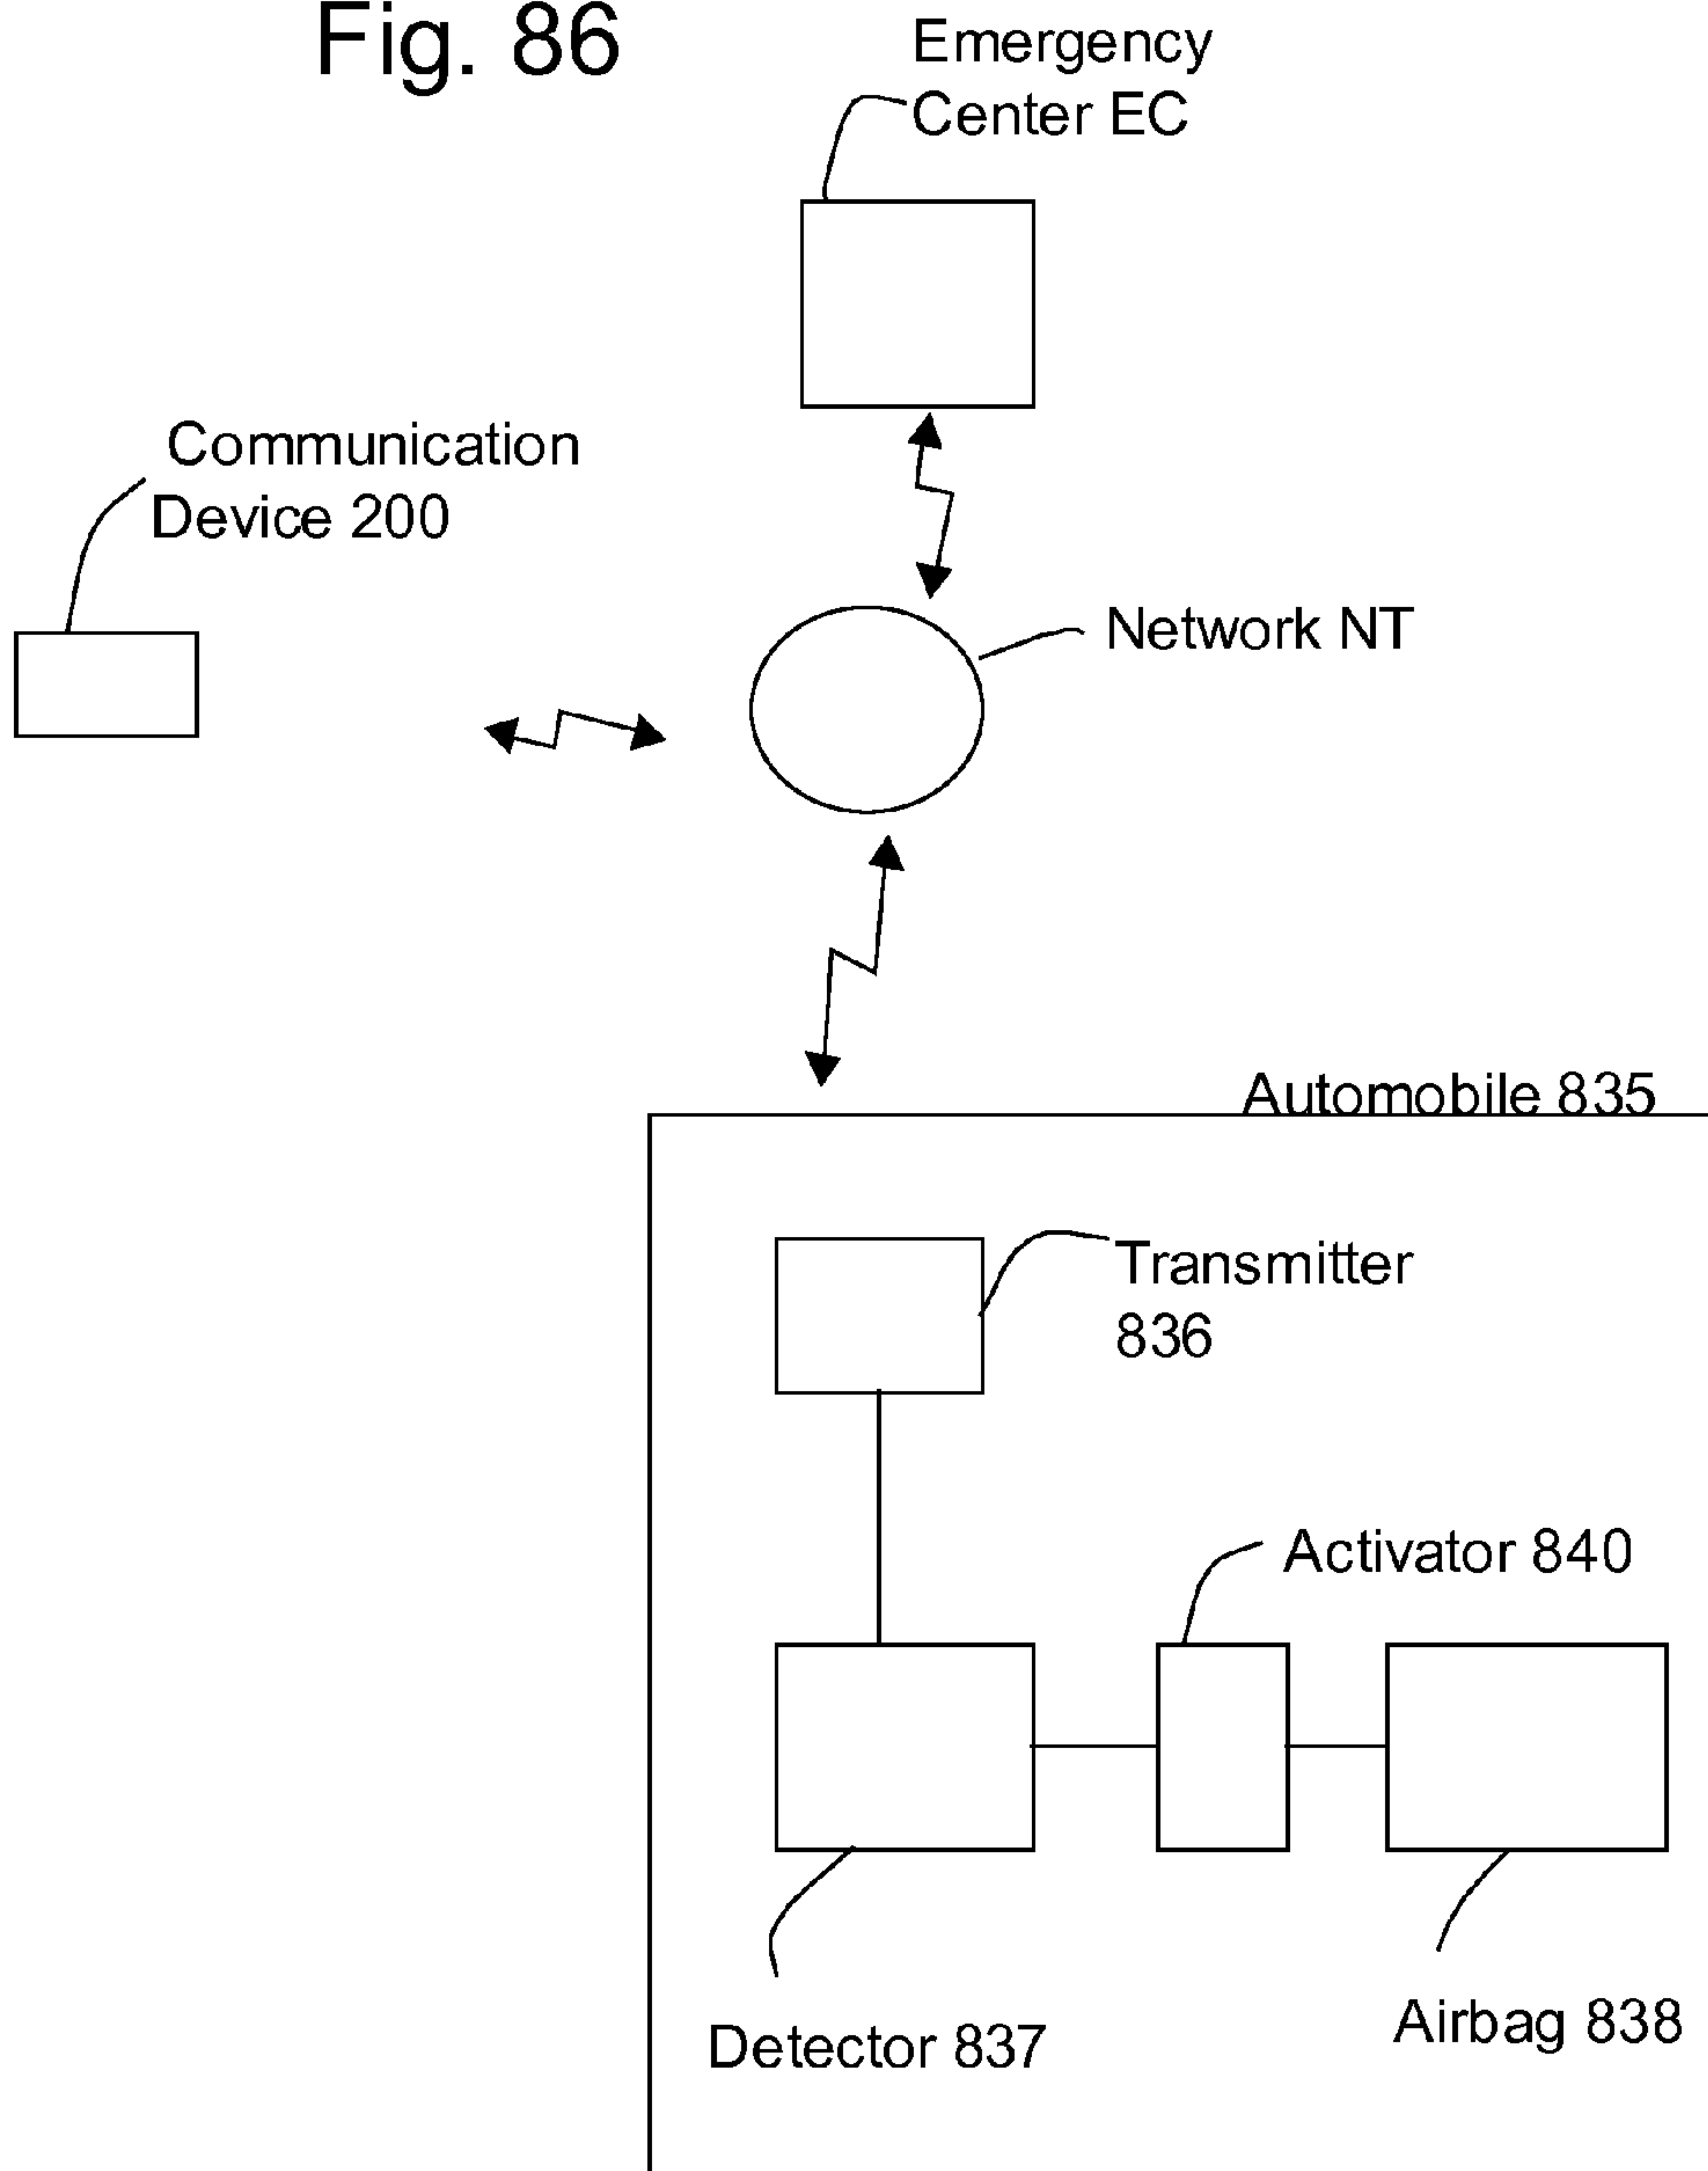 Fig. 86
Emergency
Center EC
Communication
Device 200
Network NT
Automobile 835
Transmitter
836
Activator 840
Detector 837
Airbag 838